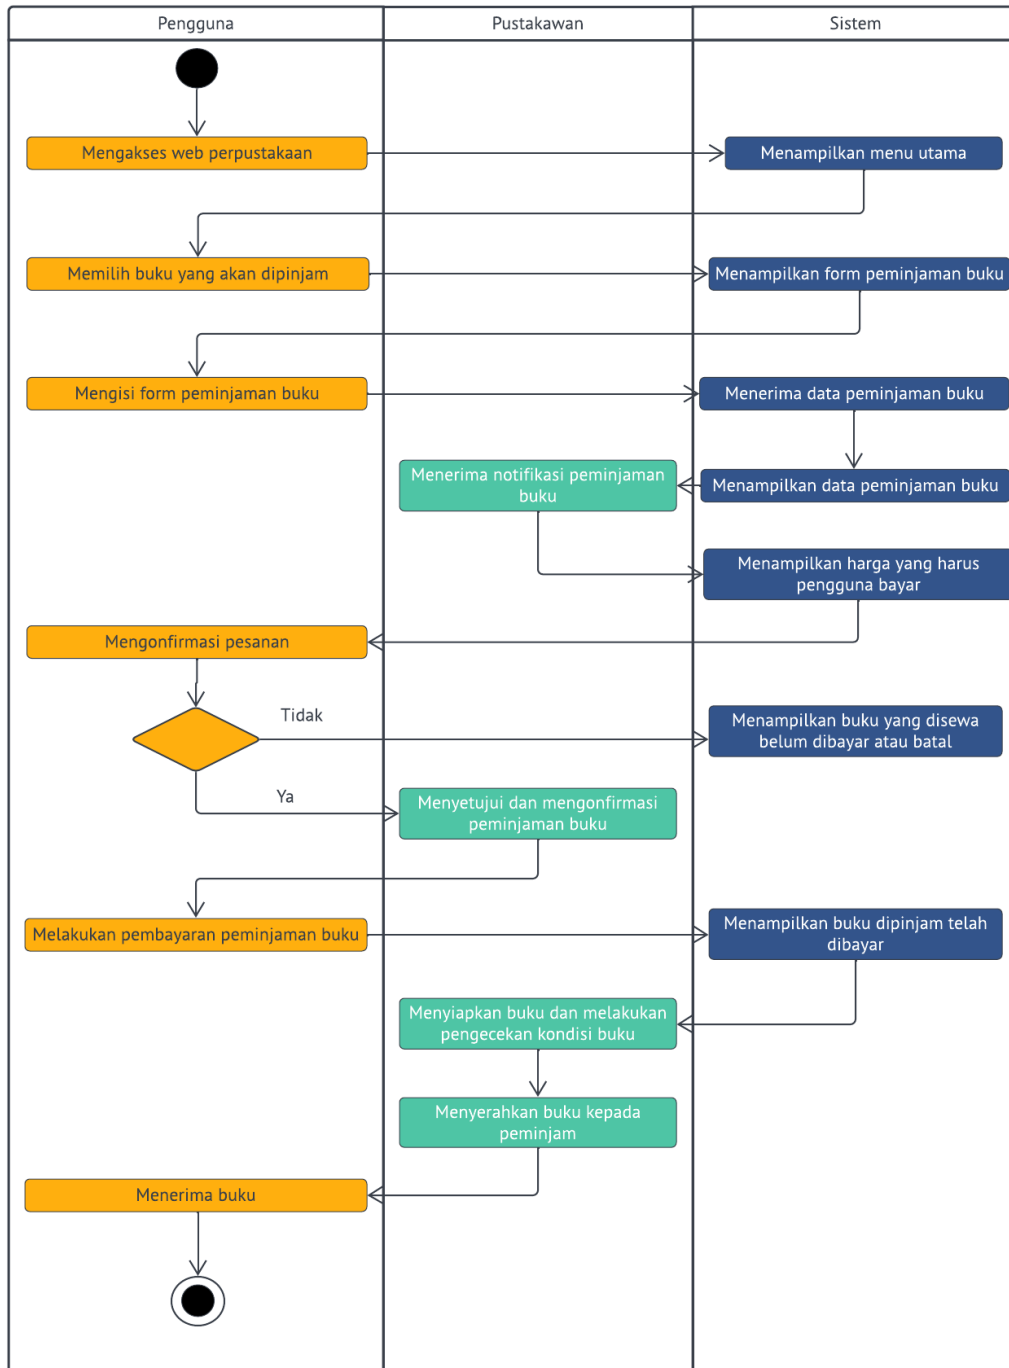 Pengguna
Pustakawan
Sistem
Mengakses web perpustakaan
Menampilkan menu utama
Memilih buku yang akan dipinjam
Menampilkan form peminjaman buku
Mengisi form peminjaman buku
Menerima data peminjaman buku
Menerima notifikasi peminjaman
buku
Menampilkan data peminjaman buku
Menampilkan harga yang harus
pengguna bayar
Mengonfirmasi pesanan
Tidak
Menampilkan buku yang disewa
belum dibayar atau batal
Ya
Menyetujui dan mengonfirmasi
peminjaman buku
Melakukan pembayaran peminjaman buku
Menampilkan buku dipinjam telah
dibayar
Menyiapkan buku dan melakukan
pengecekan kondisi buku
Menyerahkan buku kepada
peminjam
Menerima buku